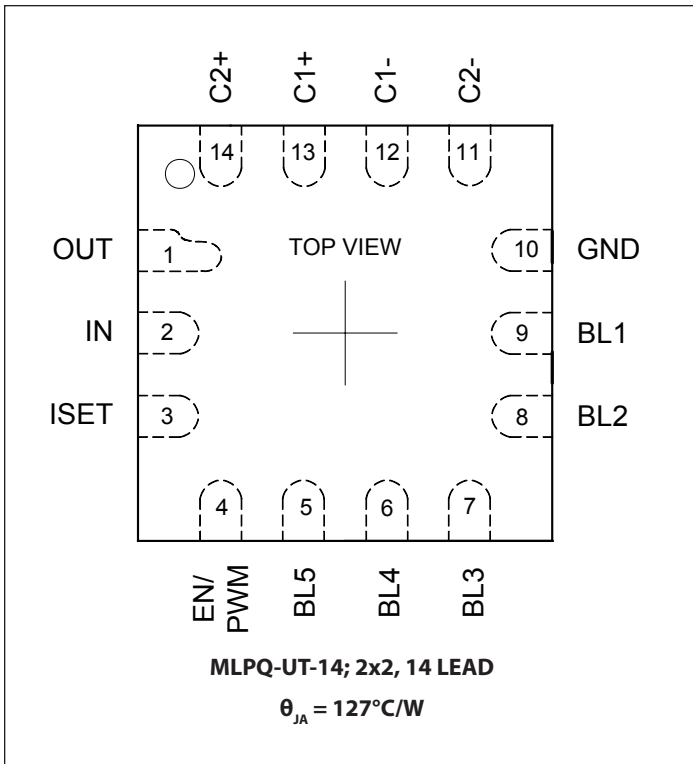 C2+
C1+
C1-
C2-
14
13
12
11
OUT
1
TOP VIEW
10
GND
IN
2
9
BL1
ISET
3
8
BL2
4
5
6
7
EN/
PWM
BL5
BL4
BL3
MLPQ-UT-14; 2x2, 14 LEAD
θJA = 127°C/W